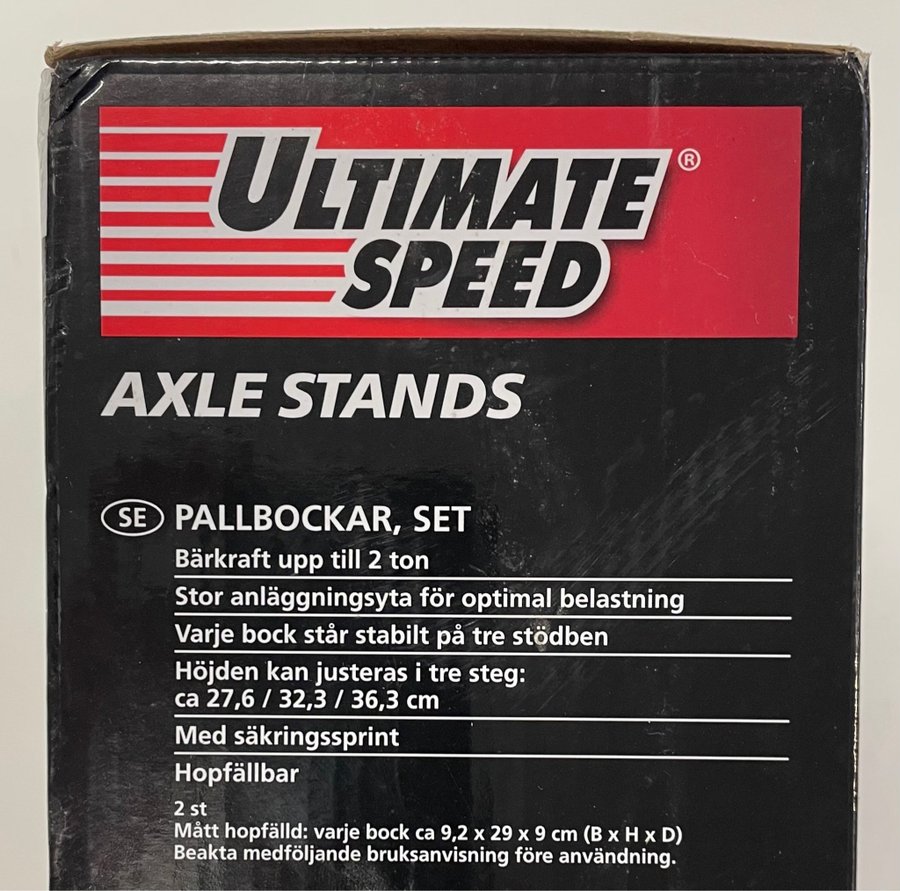 ULTIMATE ®
SPEED
AXLE STANDS
SE PALLBOCKAR, SET
Bärkraft upp till 2 ton
Stor anläggningsyta för optimal belastning
Varje bock står stabilt på tre stödben
Höjden kan justeras i tre steg:
ca 27,6 / 32,3 / 36,3 cm
Med säkringssprint
Hopfällbar
2 st
Mått hopfälld: varje bock ca 9,2 x 29 x 9 cm (B x H x D)
Beakta medföljande bruksanvisning före användning.